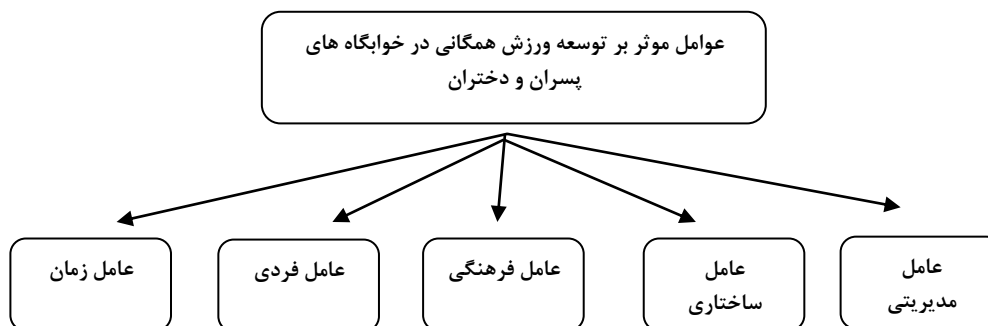 عوامل موثر بر توسعه ورزش همگانی در خوابگاه های
پسران و دختران
عامل
مدیریتی
عامل
ساختاری
عامل فرهنگی
عامل فردی
عامل زمان